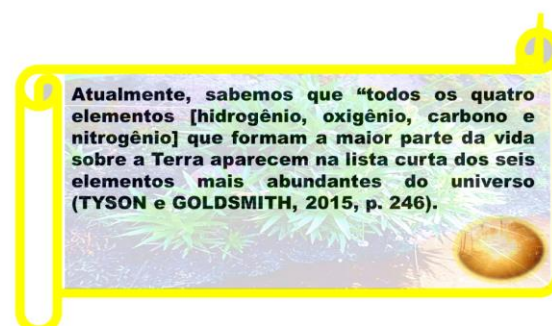 Atualmente, sabemos que “todos os quatro
elementos [hidrogênio, oxigênio, carbono e
nitrogênio] que formam a maior parte da vida
sobre a Terra aparecem na lista curta dos seis
elementos mais abundantes do universo
(TYSON e GOLDSMITH, 2015, p. 246).